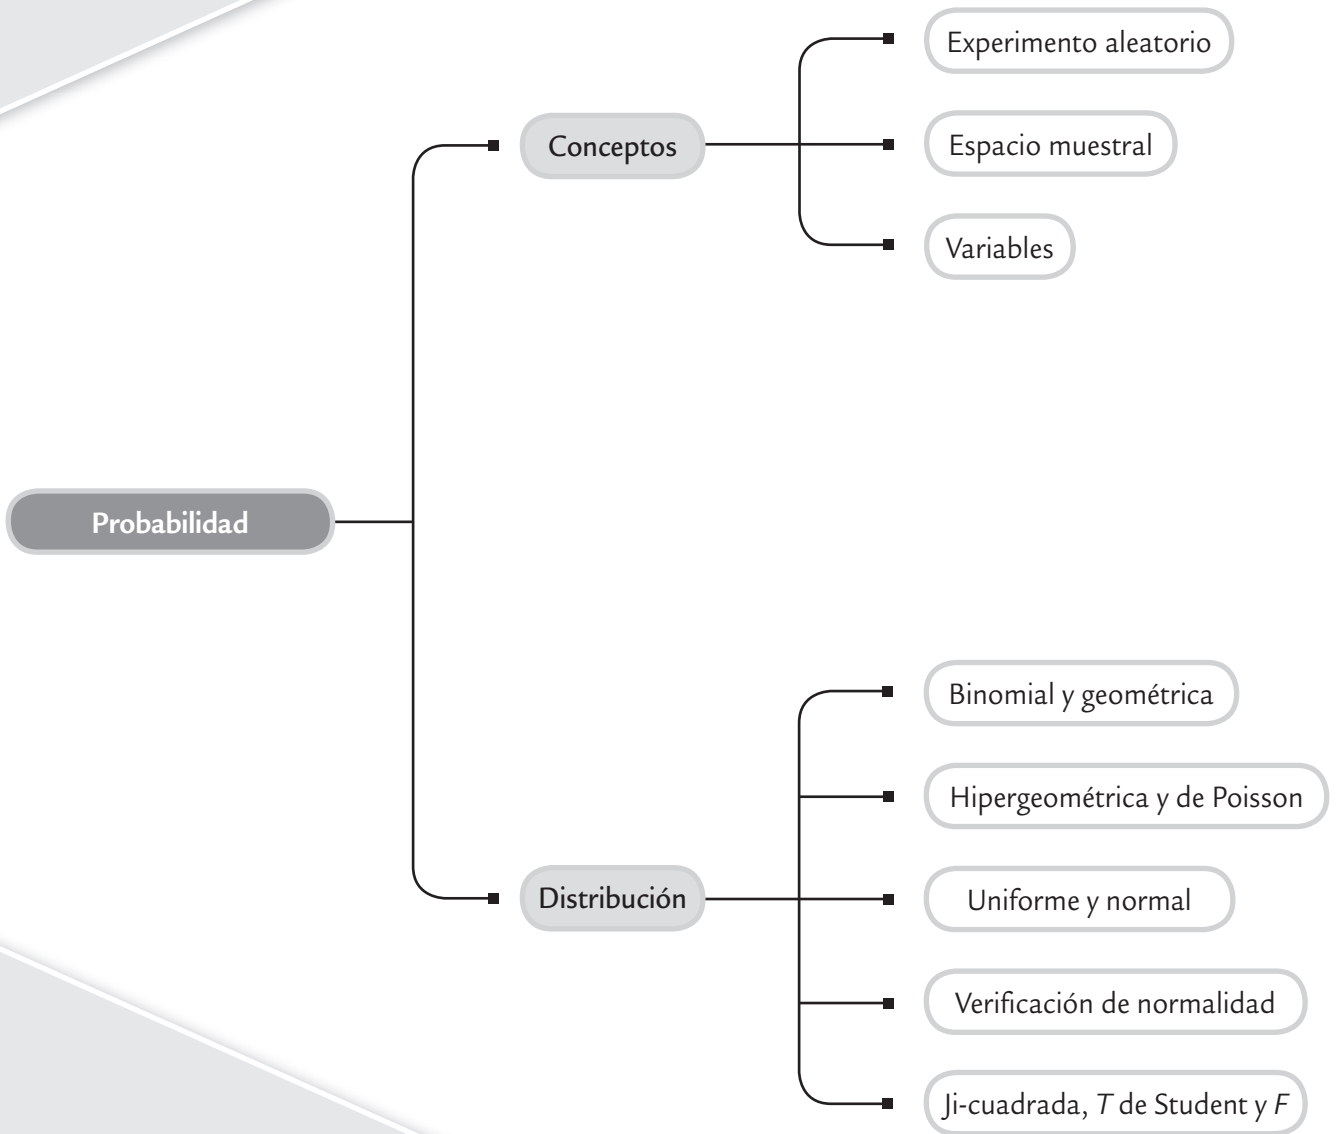 Experimento aleatorio
Conceptos
Espacio muestral
Variables
Probabilidad
Binomial y geométrica
Hipergeométrica y de Poisson
Distribución
Uniforme y normal
Verificación de normalidad
Ji-cuadrada, T de Student y F